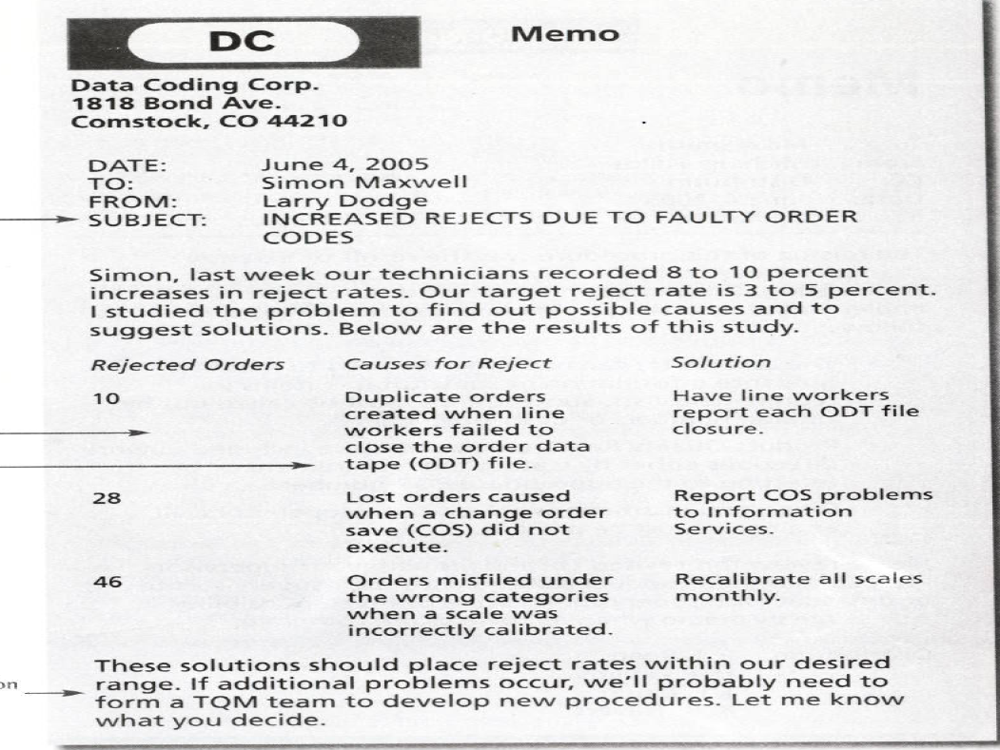 DC
Memo
Data Coding Corp.
1818 Bond Ave.
Comstock, CO 44210
DATE: June 4, 2005
TO: Simon Maxwell
FROM: Larry Dodge
SUBJECT: INCREASED REJECTS DUE TO FAULTY ORDER
CODES
Simon, last week our technicians recorded 8 to 10 percent
increases in reject rates. Our target reject rate is 3 to 5 percent.
I studied the problem to find out possible causes and to
suggest solutions. Below are the results of this study.
Rejected Orders Causes for Reject Solution
10 Duplicate orders Have line workers
created when line report each ODT file
workers failed to closure.
close the order data
tape (ODT) file.
28 Lost orders caused Report COS problems
when a change order to Information
save (COS) did not Services.
execute.
46 Orders misfiled under Recalibrate all scales
the wrong categories monthly.
when a scale was
incorrectly calibrated.
These solutions should place reject rates within our desired
on
range. If additional problems occur, we'll probably need to
form a TQM team to develop new procedures. Let me know
what you decide.